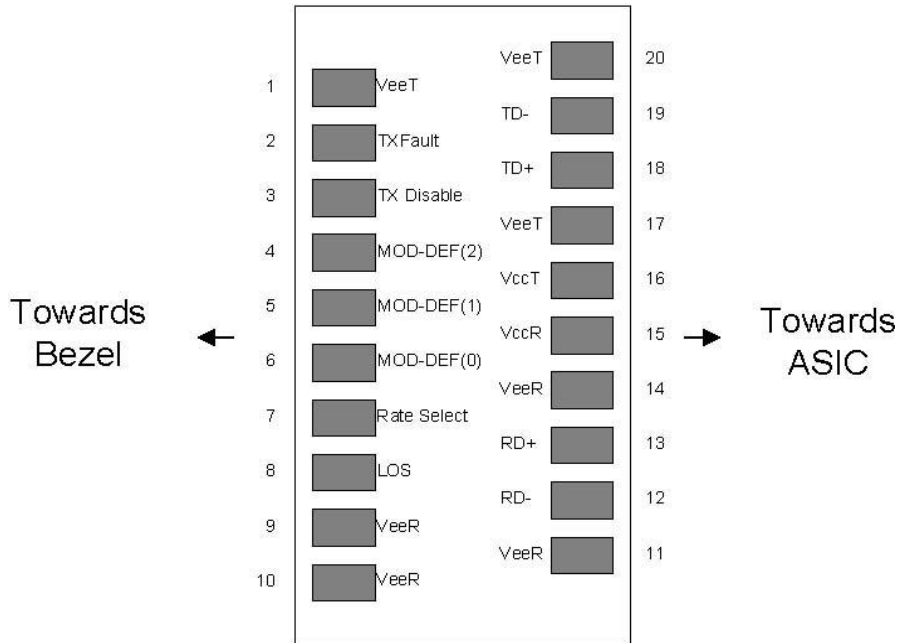 VeeT 20
1 VeeT
TD- 19
2 TXFault
TD+ 18
3 TX Disable
VeeT 17
4 MOD-DEF(2)
VccT 16
5 MOD-DEF(1)
Towards
Bezel
VccR 15
Towards
ASIC
6 MOD-DEF(0)
VeeR 14
7 Rate Select
RD+ 13
8 LOS
RD- 12
9 VeeR
VeeR 11
10 VeeR